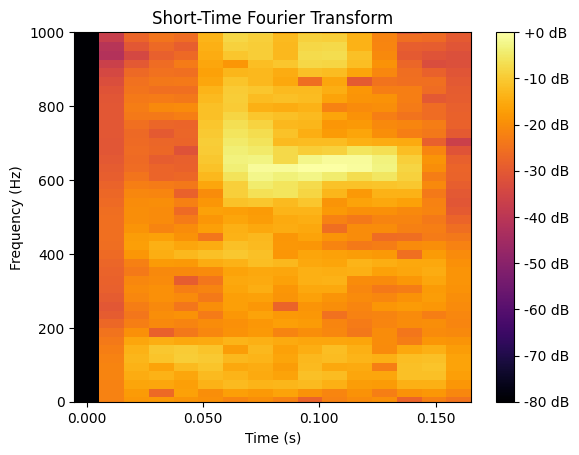 Short-Time Fourier Transform
1000
800
600
400
200
0
Frequency (Hz)
0.000
0.050
0.100
0.150
Time (s)
+0 dB
-10 dB
-20 dB
-30 dB
-40 dB
-50 dB
-60 dB
-70 dB
-80 dB